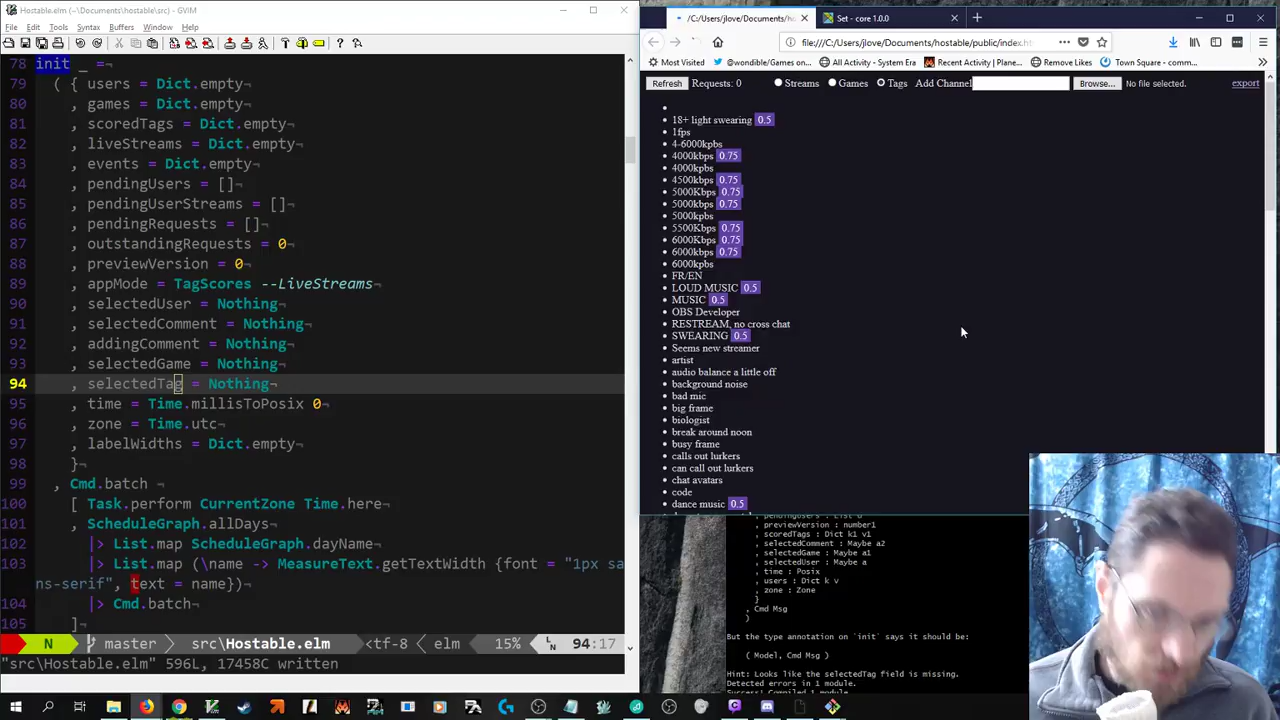 Hostable.elm (~\Documents\hostable\src) - GVIM
File Edit Tools Syntax Buffers Window Help
78 init _ =¬
79 ( { users = Dict.empty¬
80 , games = Dict.empty¬
81 , scoredTags = Dict.empty¬
82 , liveStreams = Dict.empty¬
83 , events = Dict.empty¬
84 , pendingUsers = []¬
85 , pendingUserStreams = []¬
86 , pendingRequests = []¬
87 , outstandingRequests = 0¬
88 , previewVersion = 0¬
89 , appMode = TagScores --LiveStreams¬
90 , selectedUser = Nothing¬
91 , selectedComment = Nothing¬
92 , addingComment = Nothing¬
93 , selectedGame = Nothing¬
94 , selectedTag = Nothing¬
95 , time = Time.millisToPosix 0¬
96 , zone = Time.utc¬
97 , labelWidths = Dict.empty¬
98 }¬
99 , Cmd.batch ¬
100 [ Task.perform CurrentZone Time.here¬
101 , ScheduleGraph.allDays¬
102 |> List.map ScheduleGraph.dayName¬
103 |> List.map (\name -> MeasureText.getTextWidth {font = "1px sa
ns-serif", text = name})¬
104 |> Cmd.batch¬
105 ]¬
N master src\Hostable.elm <tf-8 elm 15% 94:17
"src\Hostable.elm" 596L, 17458C written
/C:/Users/jlove/Documents/ho
Set - core 1.0.0
file:///C:/Users/jlove/Documents/hostable/public/index.ht
Most Visited @wondible/Games on... All Activity - System Era Recent Activity | Plane... Remove Likes Town Square - comm...
Refresh Requests: 0 Streams Games Tags Add Channel Browse... No file selected. export
18+ light swearing 0.5
1fps
4-6000kpbs
4000kbps 0.75
4000kpbs
4500kbps 0.75
5000Kbps 0.75
5000kbps 0.75
5000kpbs
5500Kbps 0.75
6000Kbps 0.75
6000kbps 0.75
6000kpbs
FR/EN
LOUD MUSIC 0.5
MUSIC 0.5
OBS Developer
RESTREAM, no cross chat
SWEARING 0.5
Seems new streamer
artist
audio balance a little off
background noise
bad mic
big frame
biologist
break around noon
busy frame
calls out lurkers
can call out lurkers
chat avatars
code
dance music 0.5
, previewVersion : number1
, scoredTags : Dict k1 v1
, selectedComment : Maybe a2
, selectedGame : Maybe a1
, selectedUser : Maybe a
, time : Posix
, users : Dict k v
, zone : Zone
}
, Cmd Msg
)
But the type annotation on `init` says it should be:
( Model, Cmd Msg )
Hint: Looks like the selectedTag field is missing.
Detected errors in 1 module.
Success! Compiled 1 module.